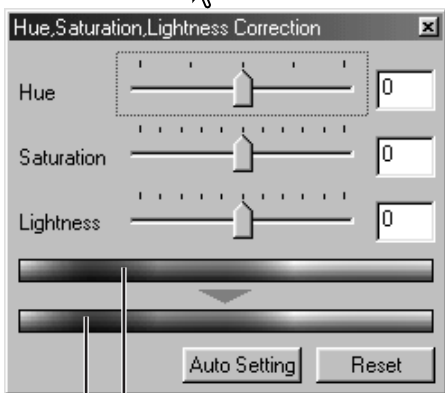 Hue,Saturation,Lightness Correction
Hue 0
Saturation 0
Lightness 0
Auto Setting Reset